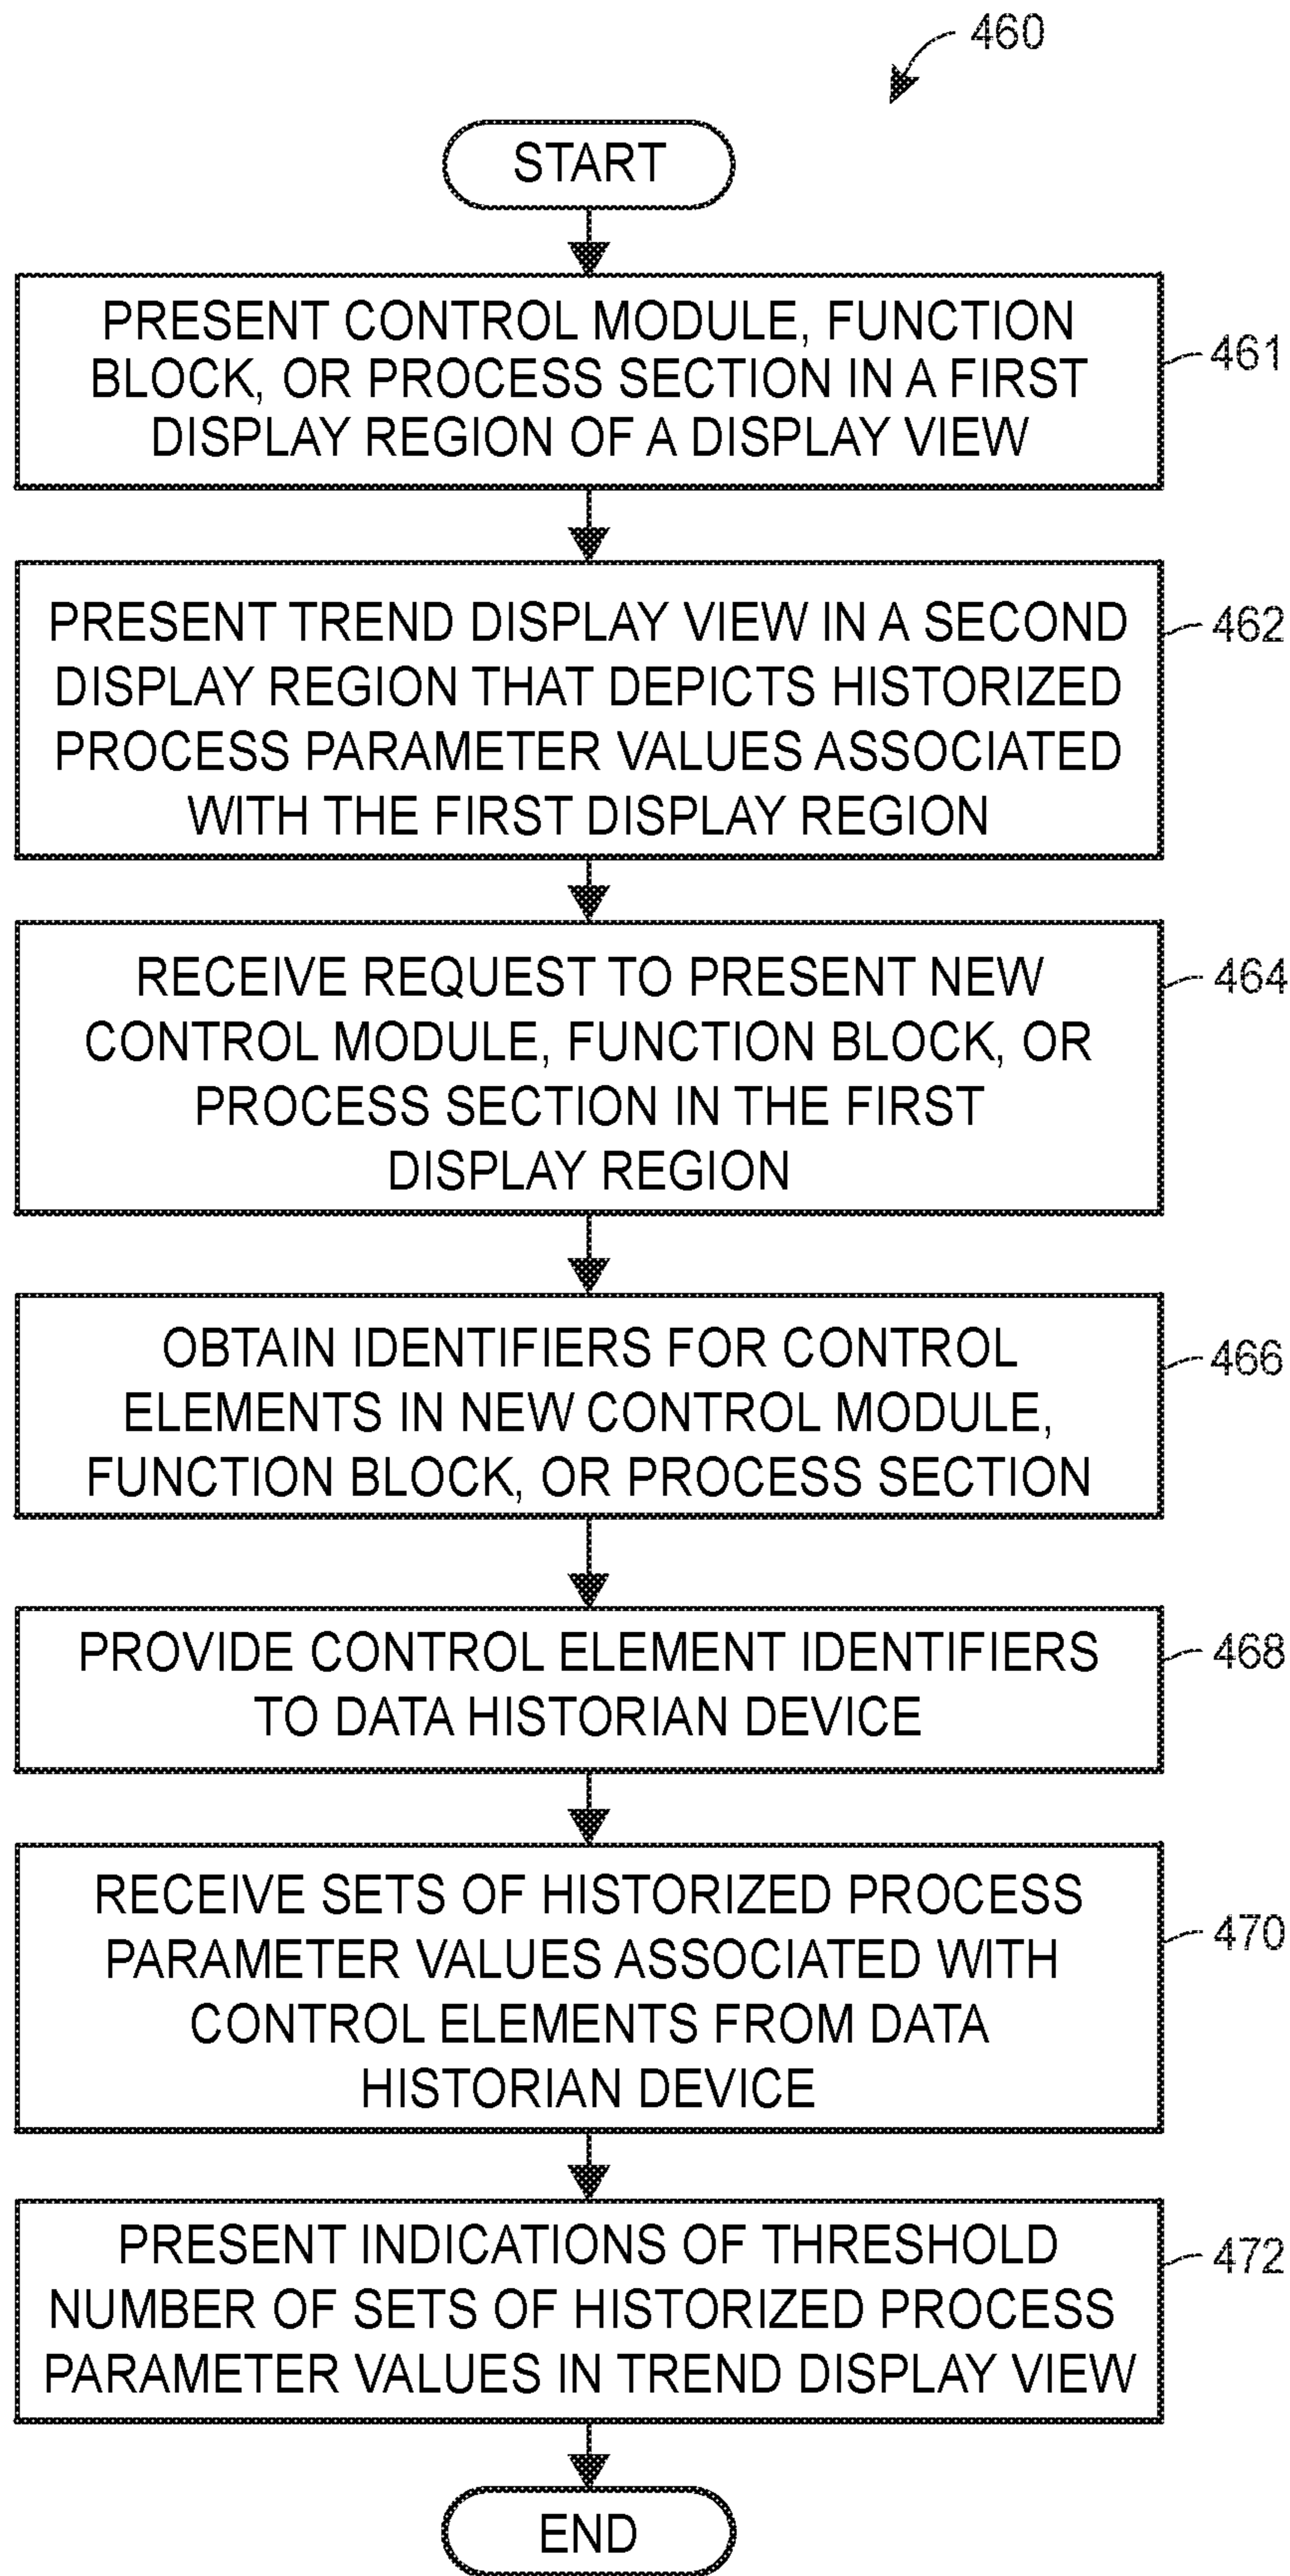 460
START
PRESENT CONTROL MODULE, FUNCTION
BLOCK, OR PROCESS SECTION IN A FIRST
DISPLAY REGION OF A DISPLAY VIEW
461
PRESENT TREND DISPLAY VIEW IN A SECOND
DISPLAY REGION THAT DEPICTS HISTORIZED
PROCESS PARAMETER VALUES ASSOCIATED
WITH THE FIRST DISPLAY REGION
462
RECEIVE REQUEST TO PRESENT NEW
CONTROL MODULE, FUNCTION BLOCK, OR
PROCESS SECTION IN THE FIRST
DISPLAY REGION
464
OBTAIN IDENTIFIERS FOR CONTROL
ELEMENTS IN NEW CONTROL MODULE,
FUNCTION BLOCK, OR PROCESS SECTION
466
PROVIDE CONTROL ELEMENT IDENTIFIERS
TO DATA HISTORIAN DEVICE
468
RECEIVE SETS OF HISTORIZED PROCESS
PARAMETER VALUES ASSOCIATED WITH
CONTROL ELEMENTS FROM DATA
HISTORIAN DEVICE
470
PRESENT INDICATIONS OF THRESHOLD
NUMBER OF SETS OF HISTORIZED PROCESS
PARAMETER VALUES IN TREND DISPLAY VIEW
472
END